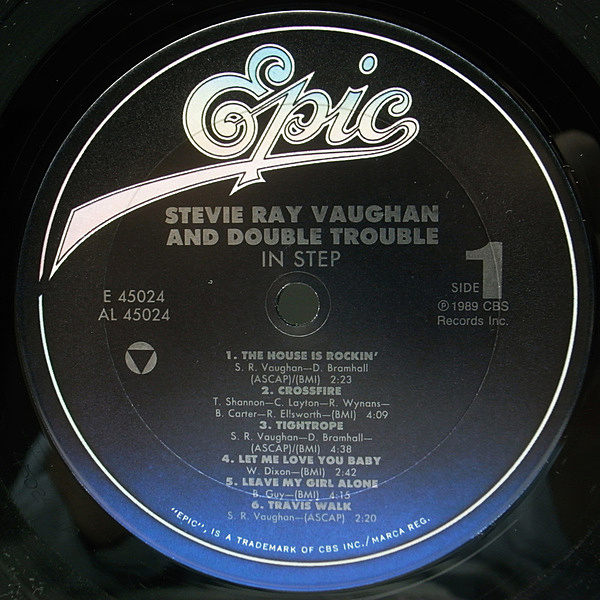 Epic
STEVIE RAY VAUGHAN
AND DOUBLE TROUBLE
IN STEP
E 45024
AL 45024
SIDE 1
℗ 1989 CBS
Records Inc.
1. THE HOUSE IS ROCKIN'
S. R. Vaughan—D. Bramhall
(ASCAP)/(BMI) 2:23
2. CROSSFIRE
T. Shannon—C. Layton—R. Wynans—
B. Carter—R. Ellsworth—(BMI) 4:09
3. TIGHTROPE
S. R. Vaughan—D. Bramhall—
(ASCAP)/(BMI) 4:38
4. LET ME LOVE YOU BABY
W. Dixon—(BMI) 2:42
5. LEAVE MY GIRL ALONE
B. Guy—(BMI) 4:15
6. TRAVIS WALK
S. R. Vaughan—(ASCAP) 2:20
"EPIC", IS A TRADEMARK OF CBS INC./MARCA REG.